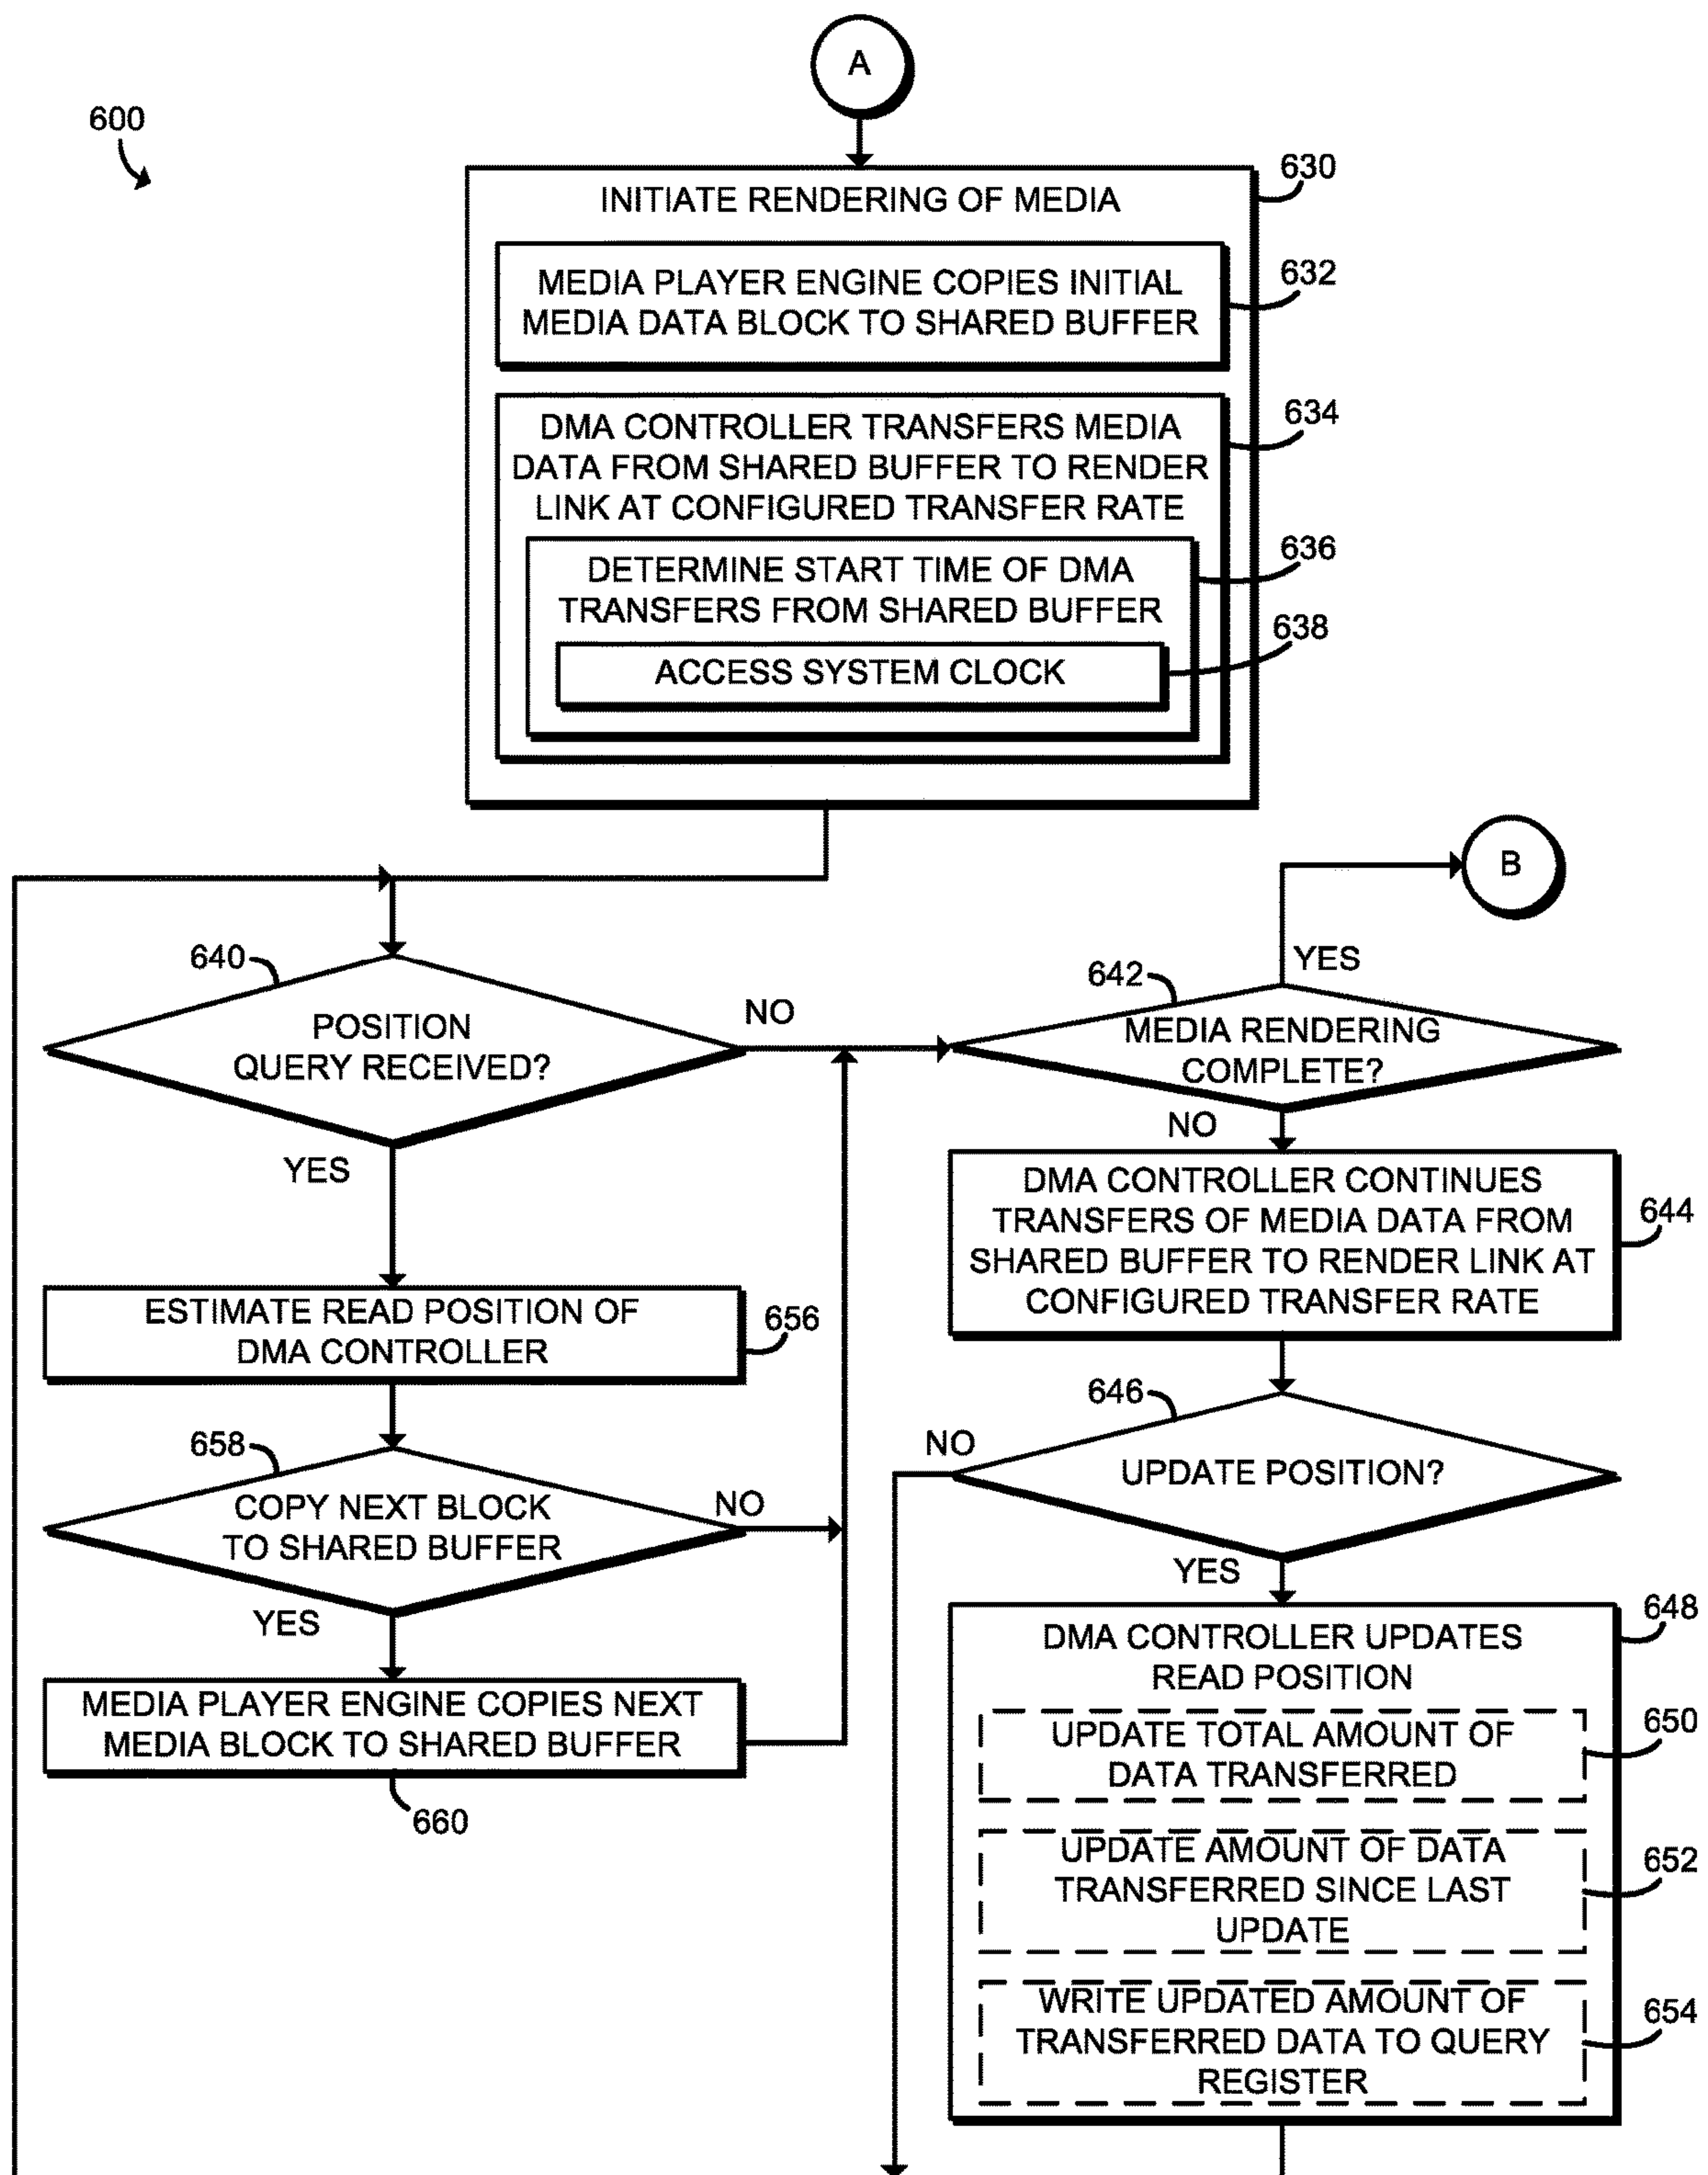 A
600
630
INITIATE RENDERING OF MEDIA
632
MEDIA PLAYER ENGINE COPIES INITIAL
MEDIA DATA BLOCK TO SHARED BUFFER
634
DMA CONTROLLER TRANSFERS MEDIA
DATA FROM SHARED BUFFER TO RENDER
LINK AT CONFIGURED TRANSFER RATE
636
DETERMINE START TIME OF DMA
TRANSFERS FROM SHARED BUFFER
638
ACCESS SYSTEM CLOCK
B
640
POSITION
QUERY RECEIVED?
NO
YES
656
ESTIMATE READ POSITION OF
DMA CONTROLLER
658
COPY NEXT BLOCK
TO SHARED BUFFER
NO
YES
MEDIA PLAYER ENGINE COPIES NEXT
MEDIA BLOCK TO SHARED BUFFER
660
YES
642
MEDIA RENDERING
COMPLETE?
NO
DMA CONTROLLER CONTINUES
TRANSFERS OF MEDIA DATA FROM
SHARED BUFFER TO RENDER LINK AT
CONFIGURED TRANSFER RATE
644
646
NO
UPDATE POSITION?
YES
648
DMA CONTROLLER UPDATES
READ POSITION
650
UPDATE TOTAL AMOUNT OF
DATA TRANSFERRED
652
UPDATE AMOUNT OF DATA
TRANSFERRED SINCE LAST
UPDATE
654
WRITE UPDATED AMOUNT OF
TRANSFERRED DATA TO QUERY
REGISTER